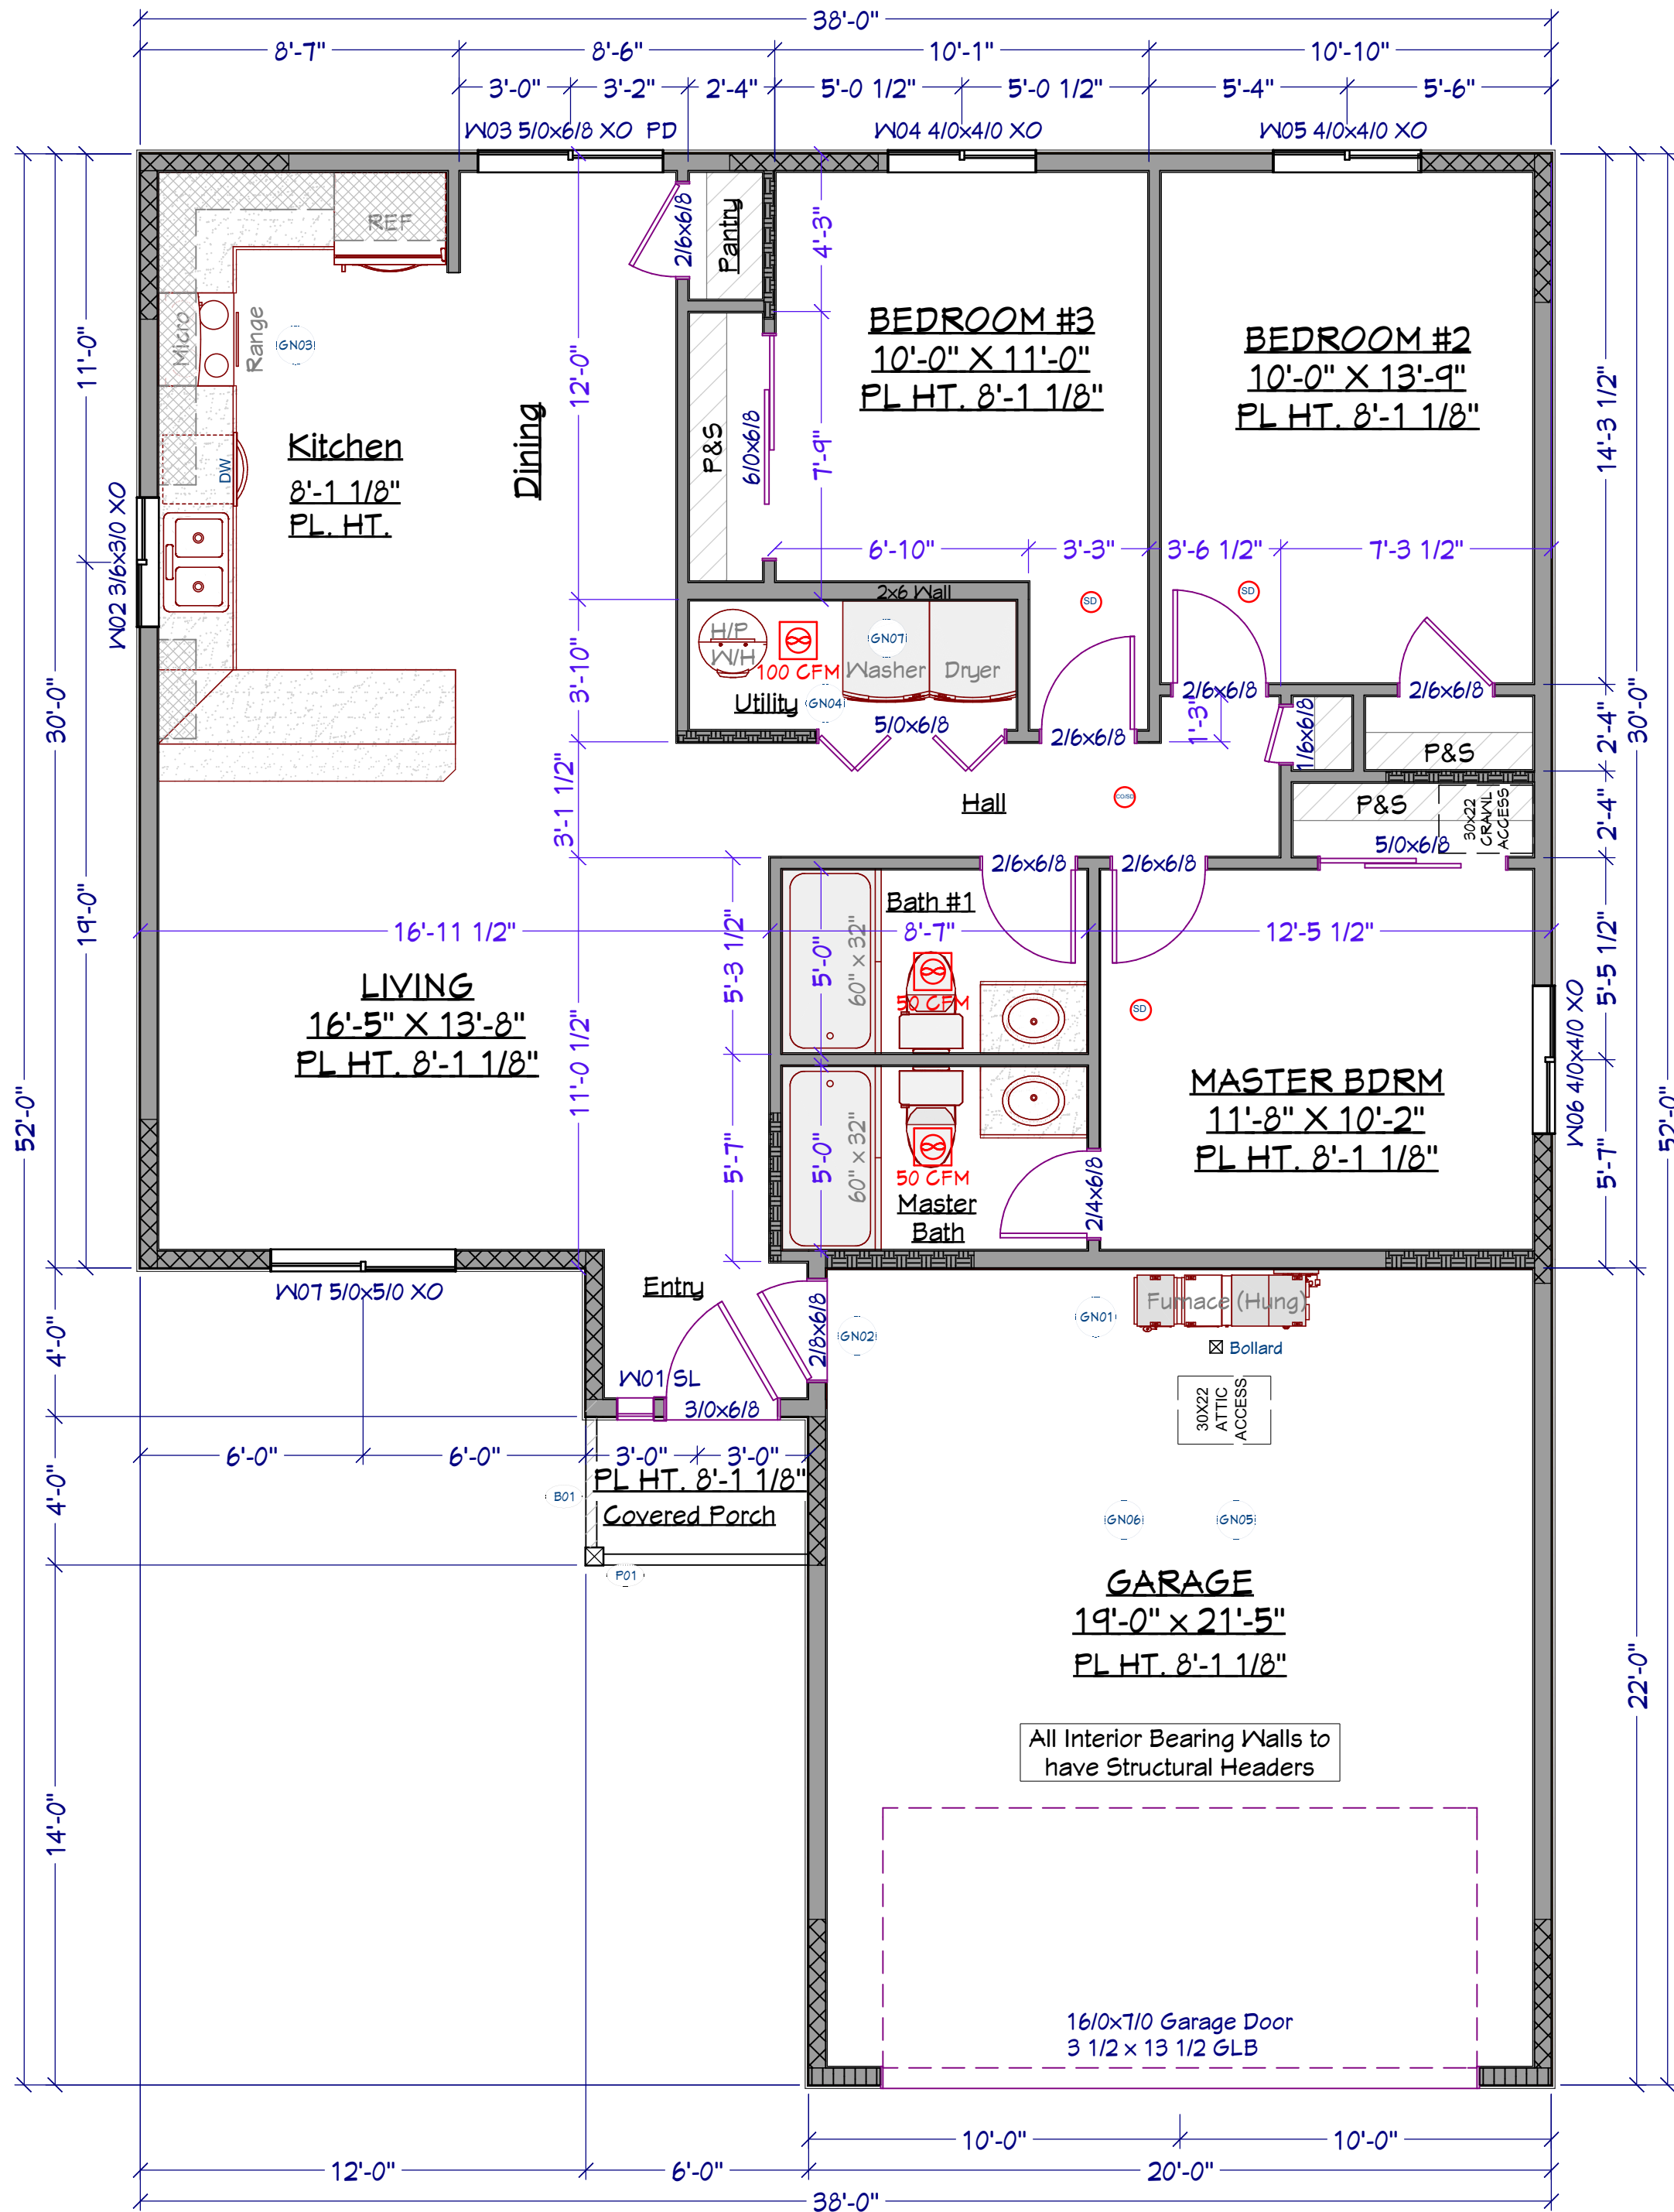 38'-0"
8'-7"
8'-6"
10'-1"
10'-10"
3'-0"
3'-2"
2'-4"
5'-0 1/2"
5'-0 1/2"
5'-4"
5'-6"
W03 5/0x6/8 XO PD
W04 4/0x4/0 XO
W05 4/0x4/0 XO
REF
2/6x6/8
Pantry
4'-3"
Micro
Range
GN03
11'-0"
12'-0"
BEDROOM #3
10'-0" X 11'-0"
PL HT. 8'-1 1/8"
BEDROOM #2
10'-0" X 13'-9"
PL HT. 8'-1 1/8"
14'-3 1/2"
Kitchen
8'-1 1/8"
PL. HT.
Dining
DW
P&S
6/0x6/8
7'-9"
W02 3/6x3/0 XO
6'-10"
3'-3"
3'-6 1/2"
7'-3 1/2"
2x6 Wall
SD
SD
H/P
W/H
100 CFM
GN07
Washer
Dryer
Utility
GN04
5/0x6/8
3'-10"
2/6x6/8
2/6x6/8
1'-3"
1/6x6/8
2/6x6/8
P&S
2'-4"
30'-0"
30'-0"
3'-1 1/2"
Hall
CO/SD
P&S
30x22
CRAWL
ACCESS
5/0x6/8
2'-4"
2/6x6/8
2/6x6/8
19'-0"
16'-11 1/2"
5'-3 1/2"
5'-0"
60" x 32"
Bath #1
8'-7"
50 CFM
12'-5 1/2"
5'-5 1/2"
SD
LIVING
16'-5" X 13'-8"
PL HT. 8'-1 1/8"
11'-0 1/2"
W06 4/0x4/0 XO
52'-0"
52'-0"
MASTER BDRM
11'-8" X 10'-2"
PL HT. 8'-1 1/8"
5'-7"
5'-0"
60" x 32"
50 CFM
Master
Bath
2/4x6/8
5'-7"
W07 5/0x5/0 XO
Entry
2/8x6/8
GN02
GN01
Furnace (Hung)
Bollard
4'-0"
W01 SL
3/0x6/8
30X22
ATTIC
ACCESS
6'-0"
6'-0"
3'-0"
3'-0"
PL HT. 8'-1 1/8"
Covered Porch
B01
P01
4'-0"
GN06
GN05
GARAGE
19'-0" x 21'-5"
PL HT. 8'-1 1/8"
22'-0"
All Interior Bearing Walls to
have Structural Headers
14'-0"
16/0x7/0 Garage Door
3 1/2 x 13 1/2 GLB
10'-0"
10'-0"
12'-0"
6'-0"
20'-0"
38'-0"